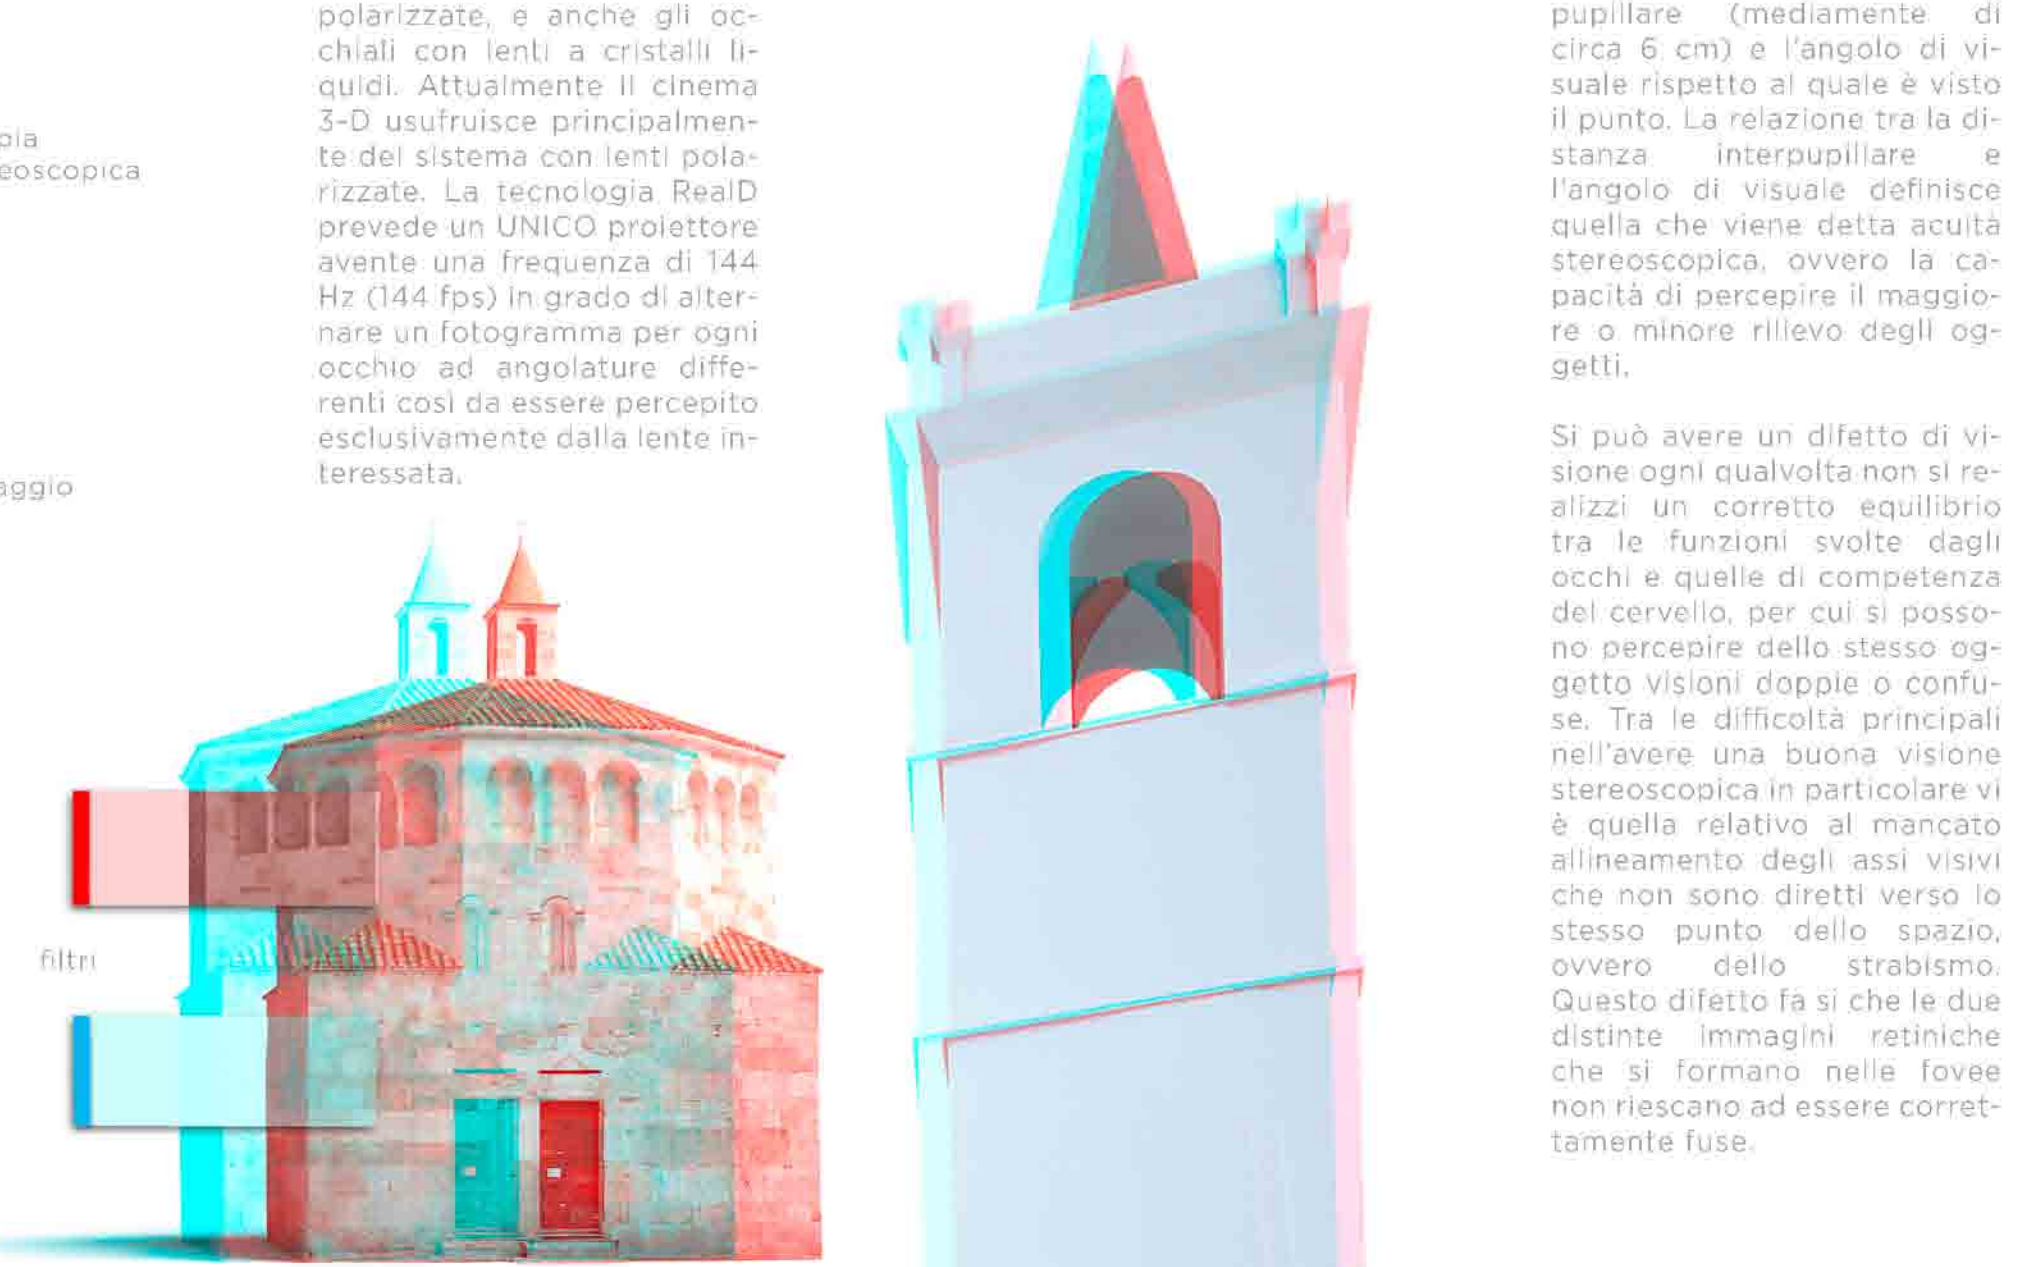 pia
eoscopica
aggio
polarizzate, e anche gli oc-
chiali con lenti a cristalli li-
quidi. Attualmente il cinema
3-D usufruisce principalmen-
te del sistema con lenti pola-
rizzate. La tecnologia RealD
prevede un UNICO proiettore
avente una frequenza di 144
Hz (144 fps) in grado di alter-
nare un fotogramma per ogni
occhio ad angolature diffe-
renti così da essere percepito
esclusivamente dalla lente in-
teressata.
filtri
pupillare (mediamente di
circa 6 cm) e l'angolo di vi-
suale rispetto al quale è visto
il punto. La relazione tra la di-
stanza interpupillare e
l'angolo di visuale definisce
quella che viene detta acuità
stereoscopica, ovvero la ca-
pacità di percepire il maggio-
re o minore rilievo degli og-
getti.
Si può avere un difetto di vi-
sione ogni qualvolta non si re-
alizzi un corretto equilibrio
tra le funzioni svolte dagli
occhi e quelle di competenza
del cervello, per cui si posso-
no percepire dello stesso og-
getto visioni doppie o confu-
se. Tra le difficoltà principali
nell'avere una buona visione
stereoscopica in particolare vi
è quella relativo al mancato
allineamento degli assi visivi
che non sono diretti verso lo
stesso punto dello spazio,
ovvero dello strabismo.
Questo difetto fa si che le due
distinte immagini retiniche
che si formano nelle fovee
non riescano ad essere corret-
tamente fuse.